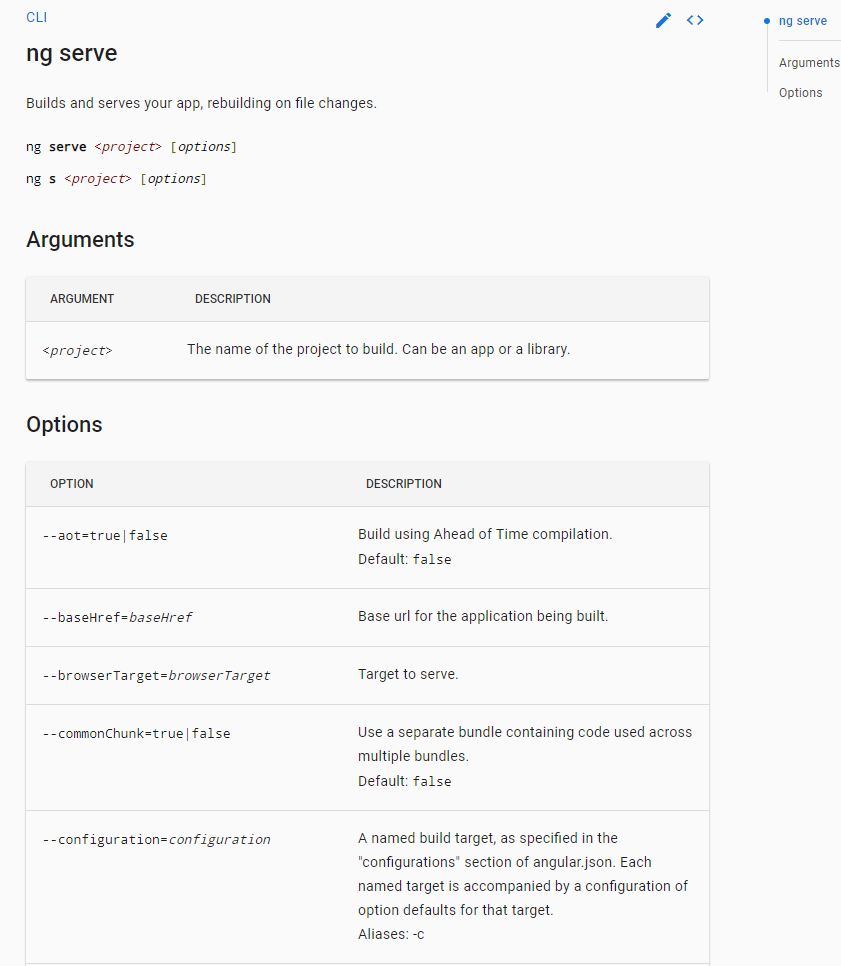 CLI
ng serve
Builds and serves your app, rebuilding on file changes.
ng serve <project> [options]
ng s <project> [options]
Arguments
ARGUMENT DESCRIPTION
<project> The name of the project to build. Can be an app or a library.
Options
OPTION DESCRIPTION
--aot=true|false Build using Ahead of Time compilation.
Default: false
--baseHref=baseHref Base url for the application being built.
--browserTarget=browserTarget Target to serve.
--commonChunk=true|false Use a separate bundle containing code used across
multiple bundles.
Default: false
--configuration=configuration A named build target, as specified in the
"configurations" section of angular.json. Each
named target is accompanied by a configuration of
option defaults for that target.
Aliases: -c
ng serve
Arguments
Options